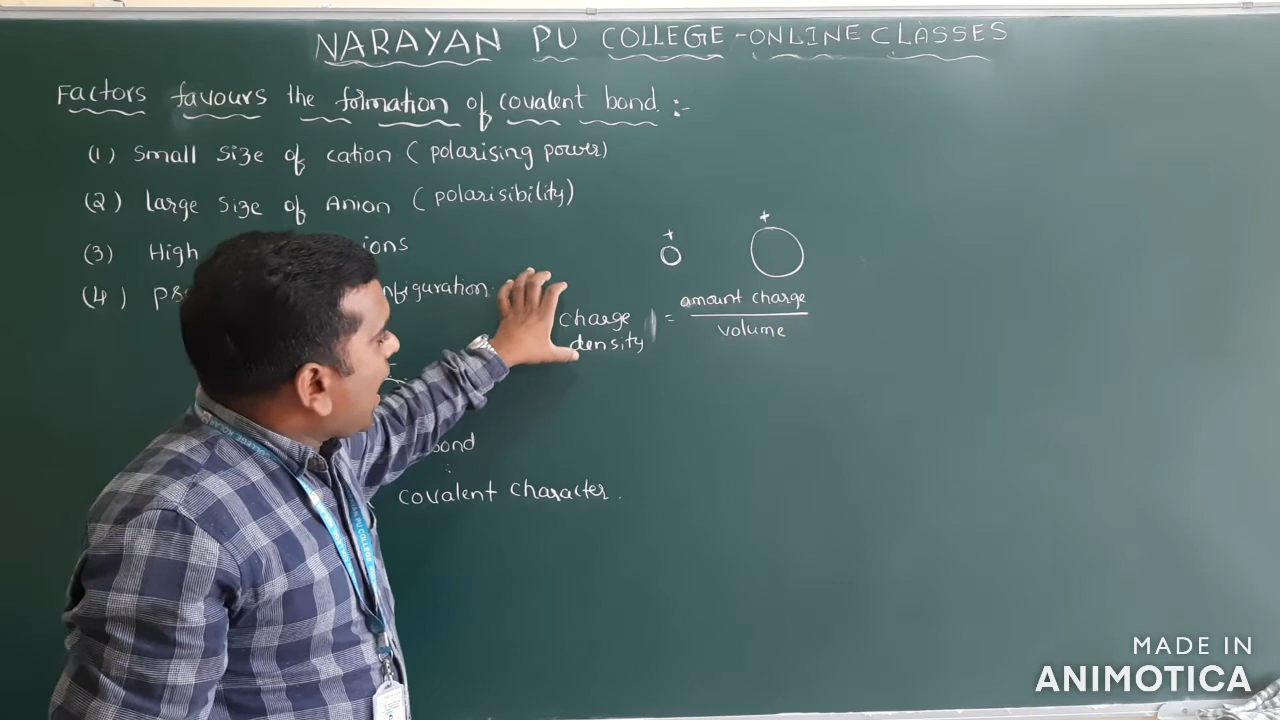 NARAYAN PU COLLEGE - ONLINE CLASSES
Factors favours the formation of covalent bond :-
(1) Small size of cation (polarising power)
(2) large size of Anion (polarisibility)
(3) High ions
(4)
+ +
charge density = amount charge / volume
bond
covalent character.
MADE IN
ANIMOTICA